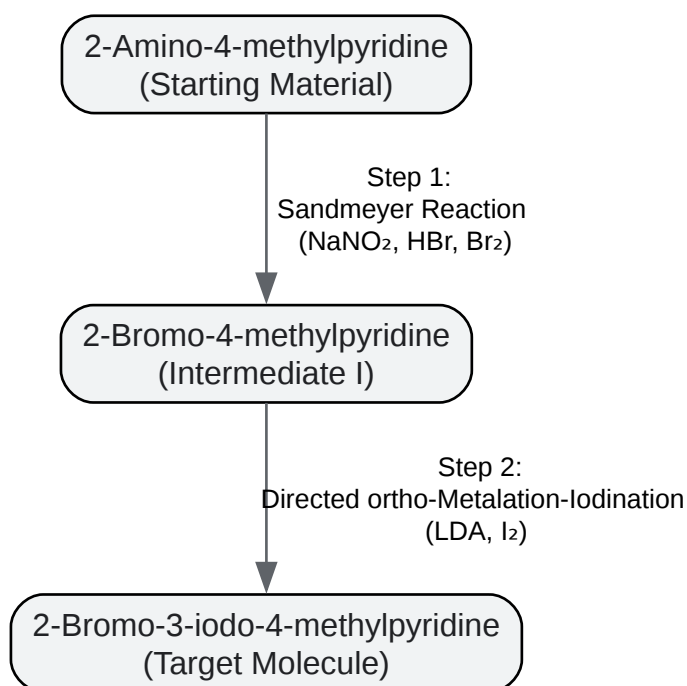 2-Amino-4-methylpyridine
(Starting Material)
Step 1:
Sandmeyer Reaction
(NaNO₂, HBr, Br₂)
2-Bromo-4-methylpyridine
(Intermediate I)
Step 2:
Directed ortho-Metalation-Iodination
(LDA, I₂)
2-Bromo-3-iodo-4-methylpyridine
(Target Molecule)